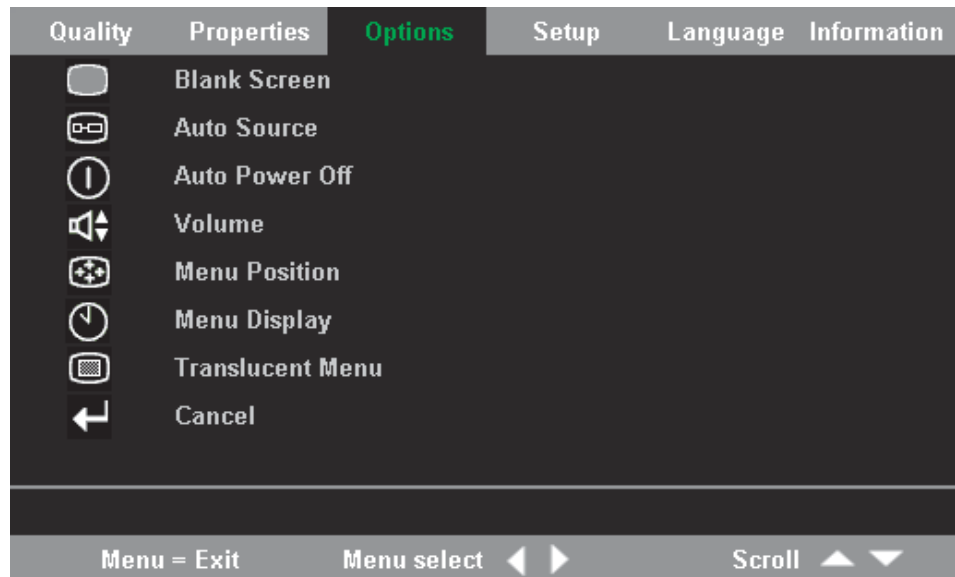 Quality Properties Options Setup Language Information
Blank Screen
Auto Source
Auto Power Off
Volume
Menu Position
Menu Display
Translucent Menu
Cancel
Menu = Exit Menu select Scroll